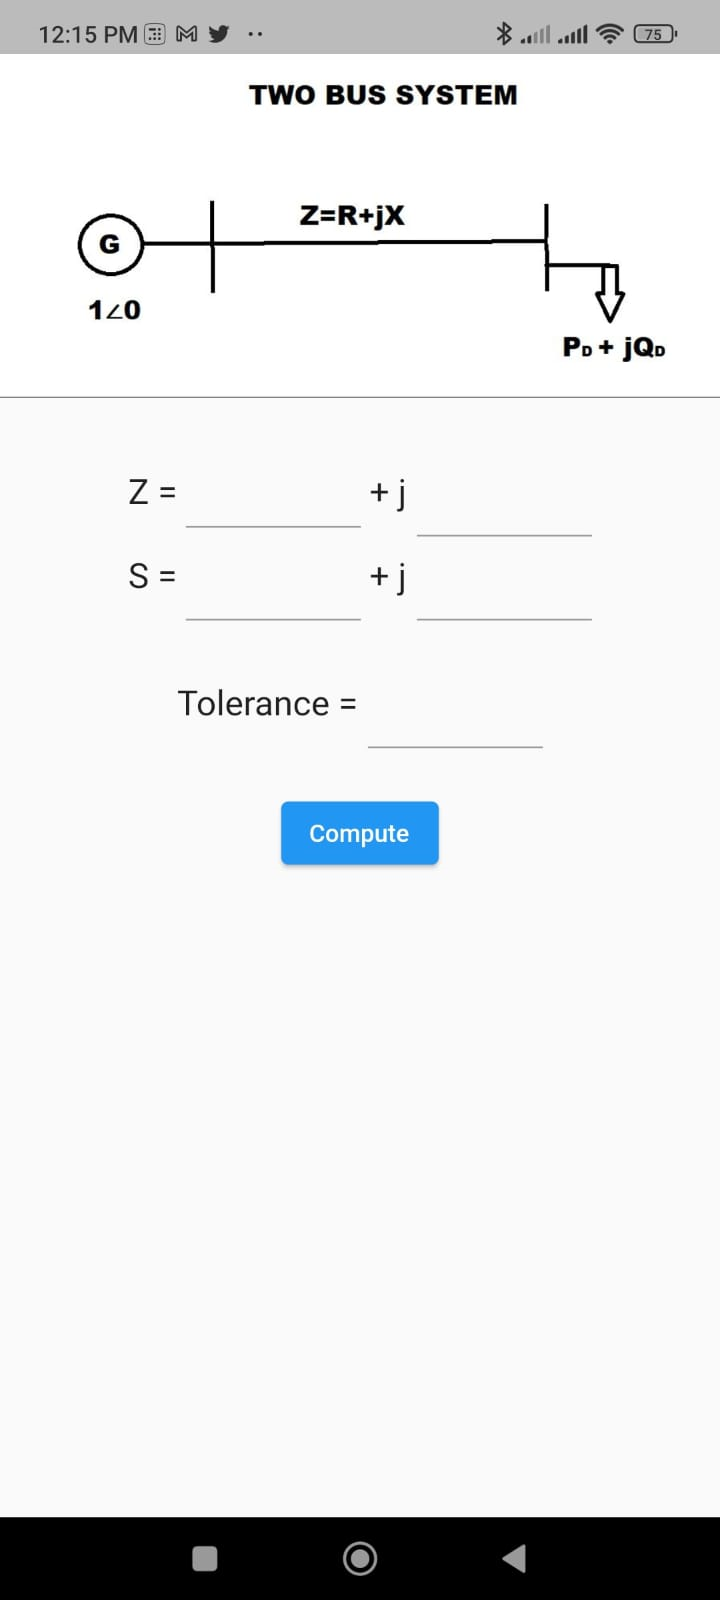 12:15 PM
75
TWO BUS SYSTEM
Z=R+jX
G
1∠0
PD + jQD
Z =
+ j
S =
+ j
Tolerance =
Compute